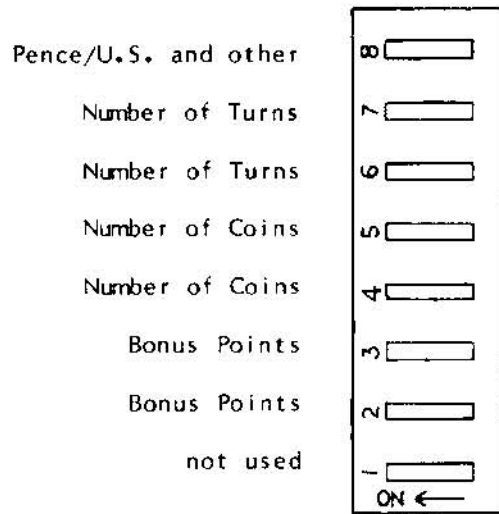 Pence/U.S. and other 8
Number of Turns 7
Number of Turns 6
Number of Coins 5
Number of Coins 4
Bonus Points 3
Bonus Points 2
not used 1
ON ←